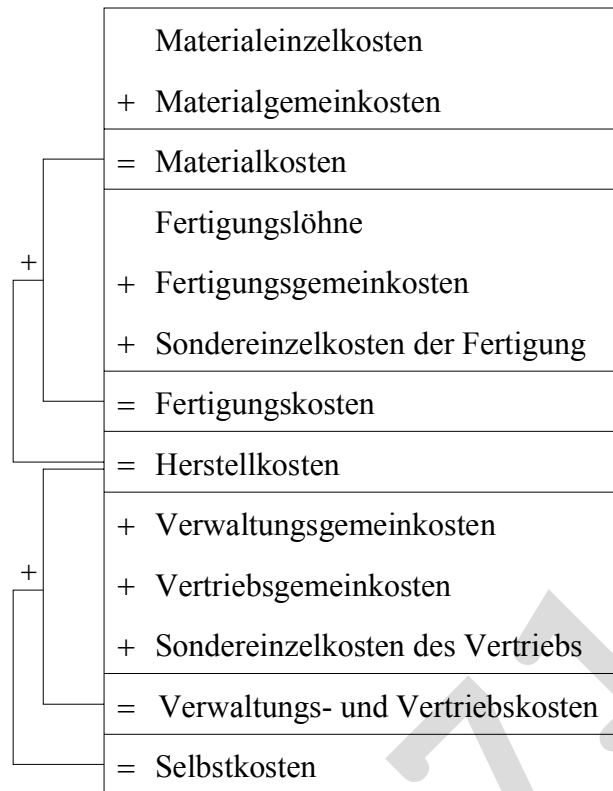 Materialeinzelkosten
+ Materialgemeinkosten
= Materialkosten
Fertigungslöhne
+
+ Fertigungsgemeinkosten
+ Sondereinzelkosten der Fertigung
= Fertigungskosten
= Herstellkosten
+ Verwaltungsgemeinkosten
+
+ Vertriebsgemeinkosten
+ Sondereinzelkosten des Vertriebs
= Verwaltungs- und Vertriebskosten
= Selbstkosten